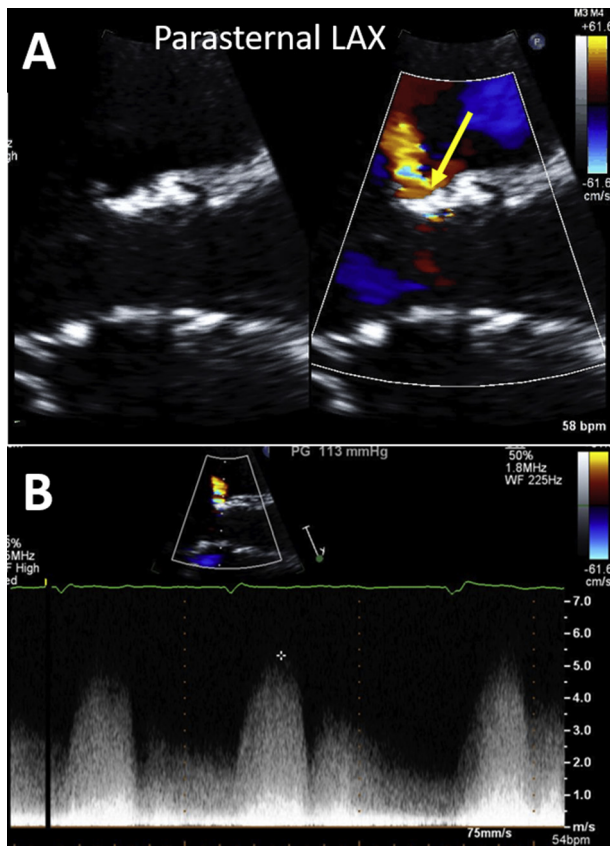 A
Parasternal LAX
M3 M4
+61.6
P
-61.6
cm/s
58 bpm
B
PG 113 mmHg
50%
1.8MHz
WF 225Hz
-61.6
cm/s
7.0
6.0
5.0
4.0
3.0
2.0
1.0
m/s
75mm/s
54bpm